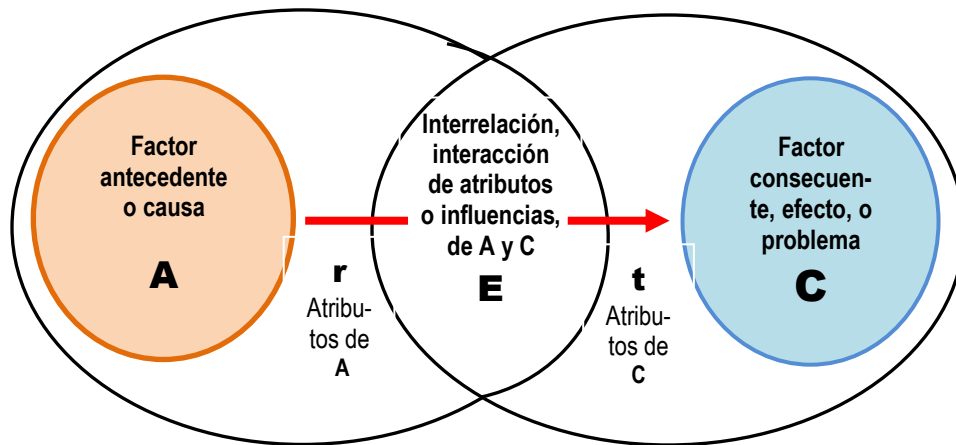 Factor
antecedente
o causa
A
r
Atribu-
tos de
A
Interrelación,
interacción
de atributos
o influencias,
de A y C
E
t
Atribu-
tos de
C
Factor
consecuen-
te, efecto, o
problema
C